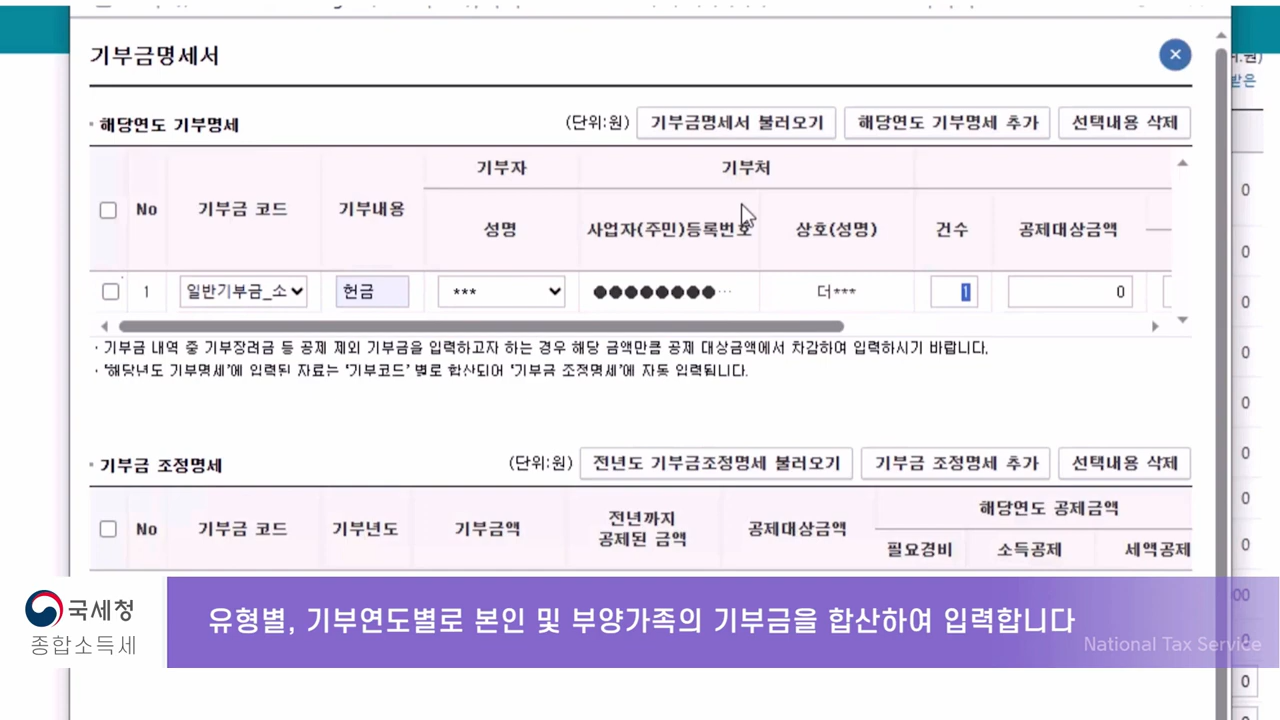 기부금명세서
해당연도 기부명세 (단위:원) 기부금명세서 불러오기 해당연도 기부명세 추가 선택내용 삭제
기부자 기부처
No 기부금 코드 기부내용 성명 사업자(주민)등록번호 상호(성명) 건수 공제대상금액
1 일반기부금_소 헌금 *** ●●●●●●●●··· 더*** 1 0
· 기부금 내역 중 기부장려금 등 공제 제외 기부금을 입력하고자 하는 경우 해당 금액만큼 공제 대상금액에서 차감하여 입력하시기 바랍니다.
· '해당년도 기부명세'에 입력된 자료는 '기부코드' 별로 합산되어 '기부금 조정명세'에 자동 입력됩니다.
기부금 조정명세 (단위:원) 전년도 기부금조정명세 불러오기 기부금 조정명세 추가 선택내용 삭제
No 기부금 코드 기부년도 기부금액 전년까지 공제된 금액 공제대상금액 해당연도 공제금액
필요경비 소득공제 세액공제
국세청
종합소득세
유형별, 기부연도별로 본인 및 부양가족의 기부금을 합산하여 입력합니다
National Tax Service
받은
0
0
0
0
0
0
0
0
00
0
0